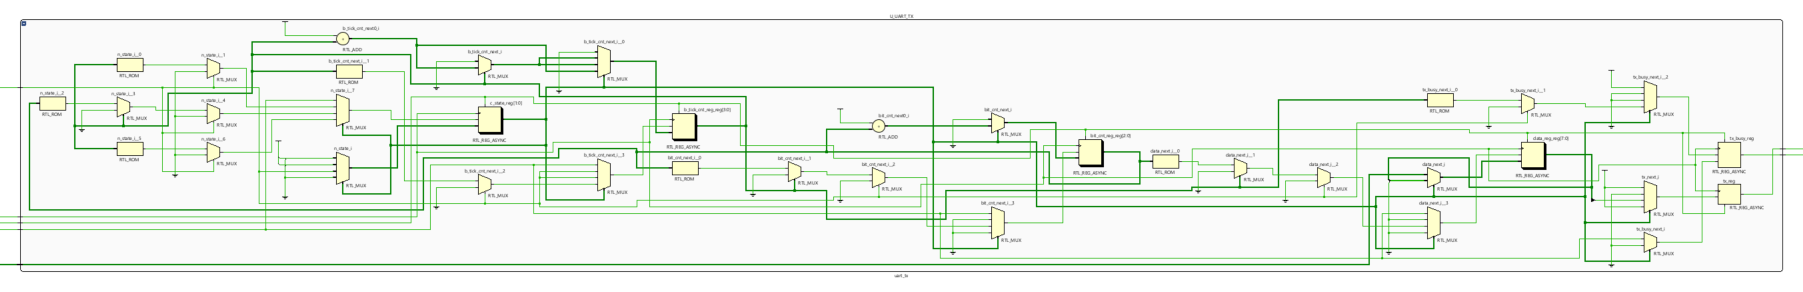 U_UART_TX
b_tick_cnt_next0_i
RTL_ADD
b_tick_cnt_next_i__0
RTL_MUX
n_state_i__0
RTL_ROM
n_state_i__1
RTL_MUX
b_tick_cnt_next_i__1
RTL_ROM
b_tick_cnt_next_i
RTL_MUX
n_state_i__2
RTL_ROM
n_state_i__3
RTL_MUX
n_state_i__4
RTL_MUX
n_state_i__7
RTL_MUX
c_state_reg[1:0]
RTL_REG_ASYNC
b_tick_cnt_reg_reg[3:0]
RTL_REG_ASYNC
bit_cnt_next0_i
RTL_ADD
bit_cnt_next_i
RTL_MUX
tx_busy_next_i__0
RTL_ROM
tx_busy_next_i__1
RTL_MUX
tx_busy_next_i__2
RTL_MUX
n_state_i__5
RTL_ROM
n_state_i__6
RTL_MUX
n_state_i
RTL_MUX
b_tick_cnt_next_i__2
RTL_MUX
b_tick_cnt_next_i__3
RTL_MUX
bit_cnt_next_i__0
RTL_ROM
bit_cnt_next_i__1
RTL_MUX
bit_cnt_next_i__2
RTL_MUX
bit_cnt_next_i__3
RTL_MUX
bit_cnt_reg_reg[2:0]
RTL_REG_ASYNC
data_next_i__0
RTL_ROM
data_next_i__1
RTL_MUX
data_next_i__2
RTL_MUX
data_next_i
RTL_MUX
data_next_i__3
RTL_MUX
data_reg_reg[7:0]
RTL_REG_ASYNC
tx_next_i
RTL_MUX
tx_busy_next_i
RTL_MUX
tx_busy_reg
RTL_REG_ASYNC
tx_reg
RTL_REG_ASYNC
uart_tx